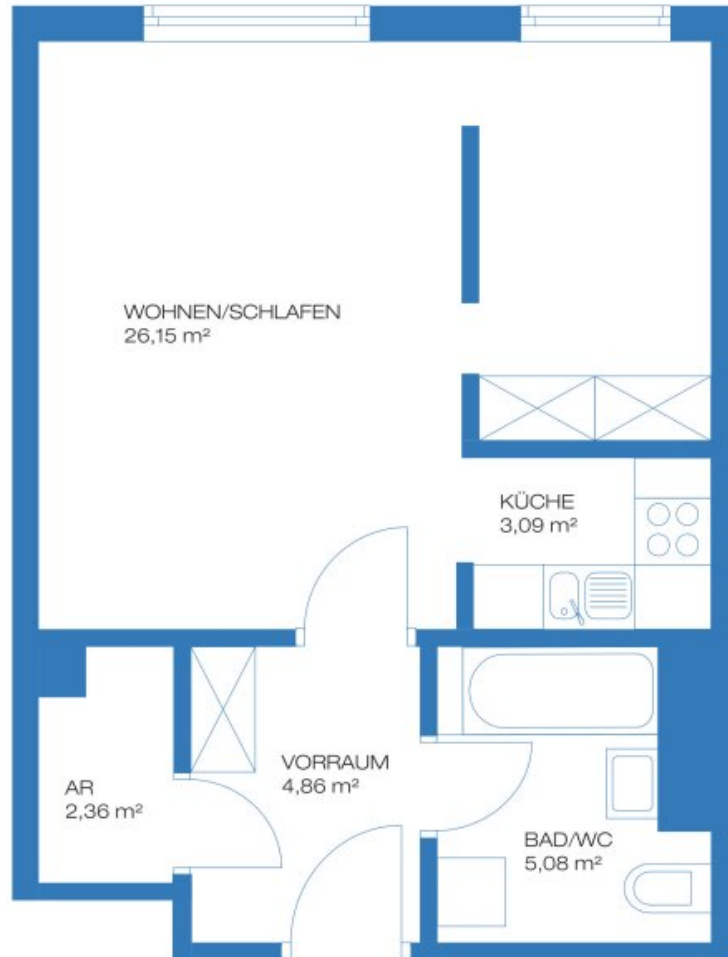 WOHNEN/SCHLAFEN
26,15 m²
KÜCHE
3,09 m²
VORRAUM
4,86 m²
AR
2,36 m²
BAD/WC
5,08 m²